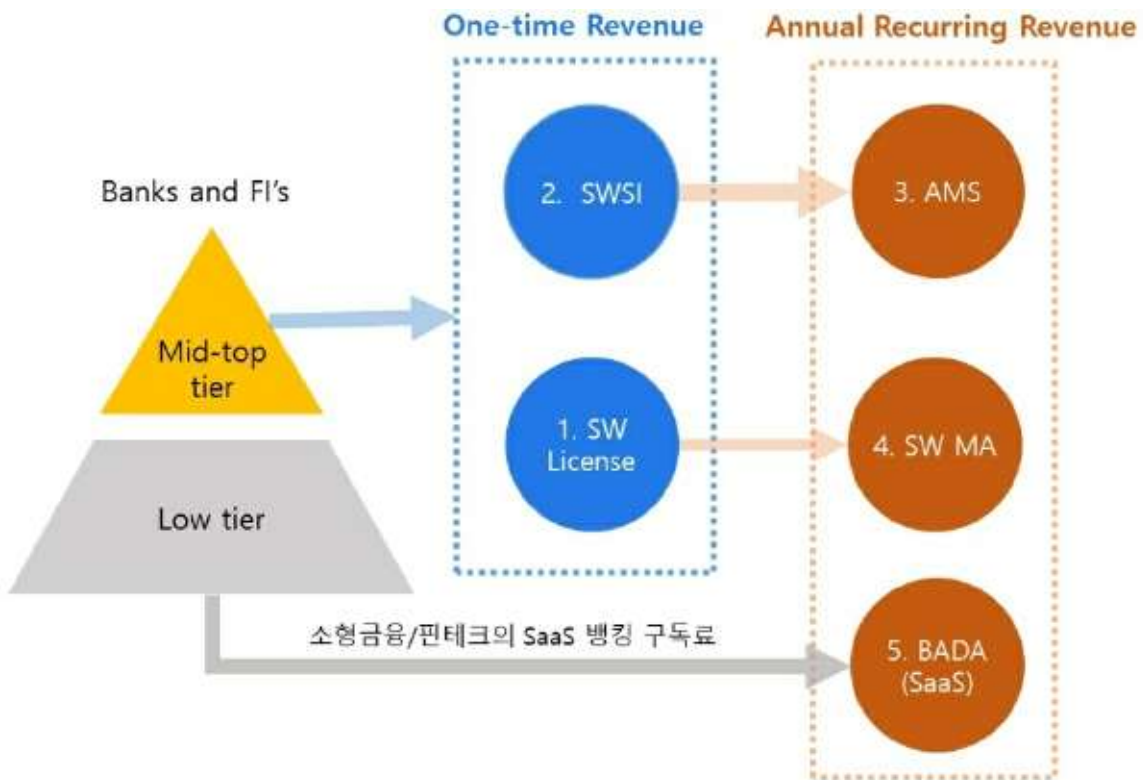 One-time Revenue
Annual Recurring Revenue
Banks and FI's
Mid-top
tier
Low tier
2. SWSI
1. SW
License
3. AMS
4. SW MA
5. BADA
(SaaS)
소형금융/핀테크의 SaaS 뱅킹 구독료